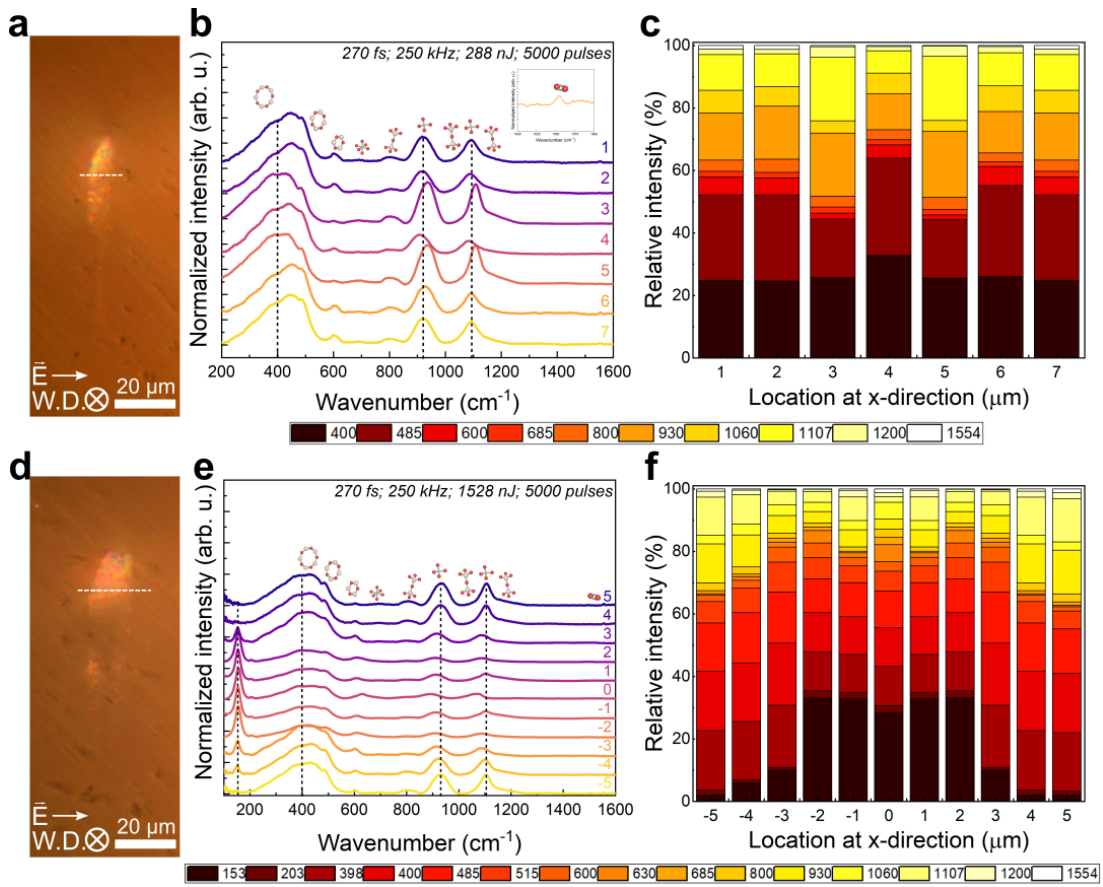 a
Ē →
W.D.⊗ 20 µm
b
270 fs; 250 kHz; 288 nJ; 5000 pulses
Normalized intensity (arb. u.)
1
2
3
4
5
6
7
200 400 600 800 1000 1200 1400 1600
Wavenumber (cm⁻¹)
c
Relative intensity (%)
100
80
60
40
20
0
1 2 3 4 5 6 7
Location at x-direction (µm)
400 485 600 685 800 930 1060 1107 1200 1554
d
Ē →
W.D.⊗ 20 µm
e
270 fs; 250 kHz; 1528 nJ; 5000 pulses
Normalized intensity (arb. u.)
5
4
3
2
1
0
-1
-2
-3
-4
-5
200 400 600 800 1000 1200 1400 1600
Wavenumber (cm⁻¹)
f
Relative intensity (%)
100
80
60
40
20
0
-5 -4 -3 -2 -1 0 1 2 3 4 5
Location at x-direction (µm)
153 203 398 400 485 515 600 630 685 800 930 1060 1107 1200 1554